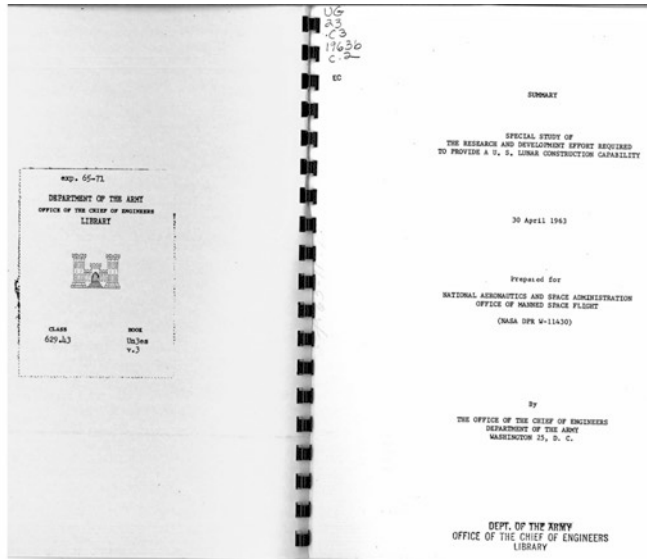 exp. 65-71
DEPARTMENT OF THE ARMY
OFFICE OF THE CHIEF OF ENGINEERS
LIBRARY
CLASS BOOK
629.43 Un3es
v.3
UG
23
.C3
1963b
c.2
EC
SUMMARY
SPECIAL STUDY OF
THE RESEARCH AND DEVELOPMENT EFFORT REQUIRED
TO PROVIDE A U. S. LUNAR CONSTRUCTION CAPABILITY
30 April 1963
Prepared for
NATIONAL AERONAUTICS AND SPACE ADMINISTRATION
OFFICE OF MANNED SPACE FLIGHT
(NASA DPR W-11430)
By
THE OFFICE OF THE CHIEF OF ENGINEERS
DEPARTMENT OF THE ARMY
WASHINGTON 25, D. C.
DEPT. OF THE ARMY
OFFICE OF THE CHIEF OF ENGINEERS
LIBRARY